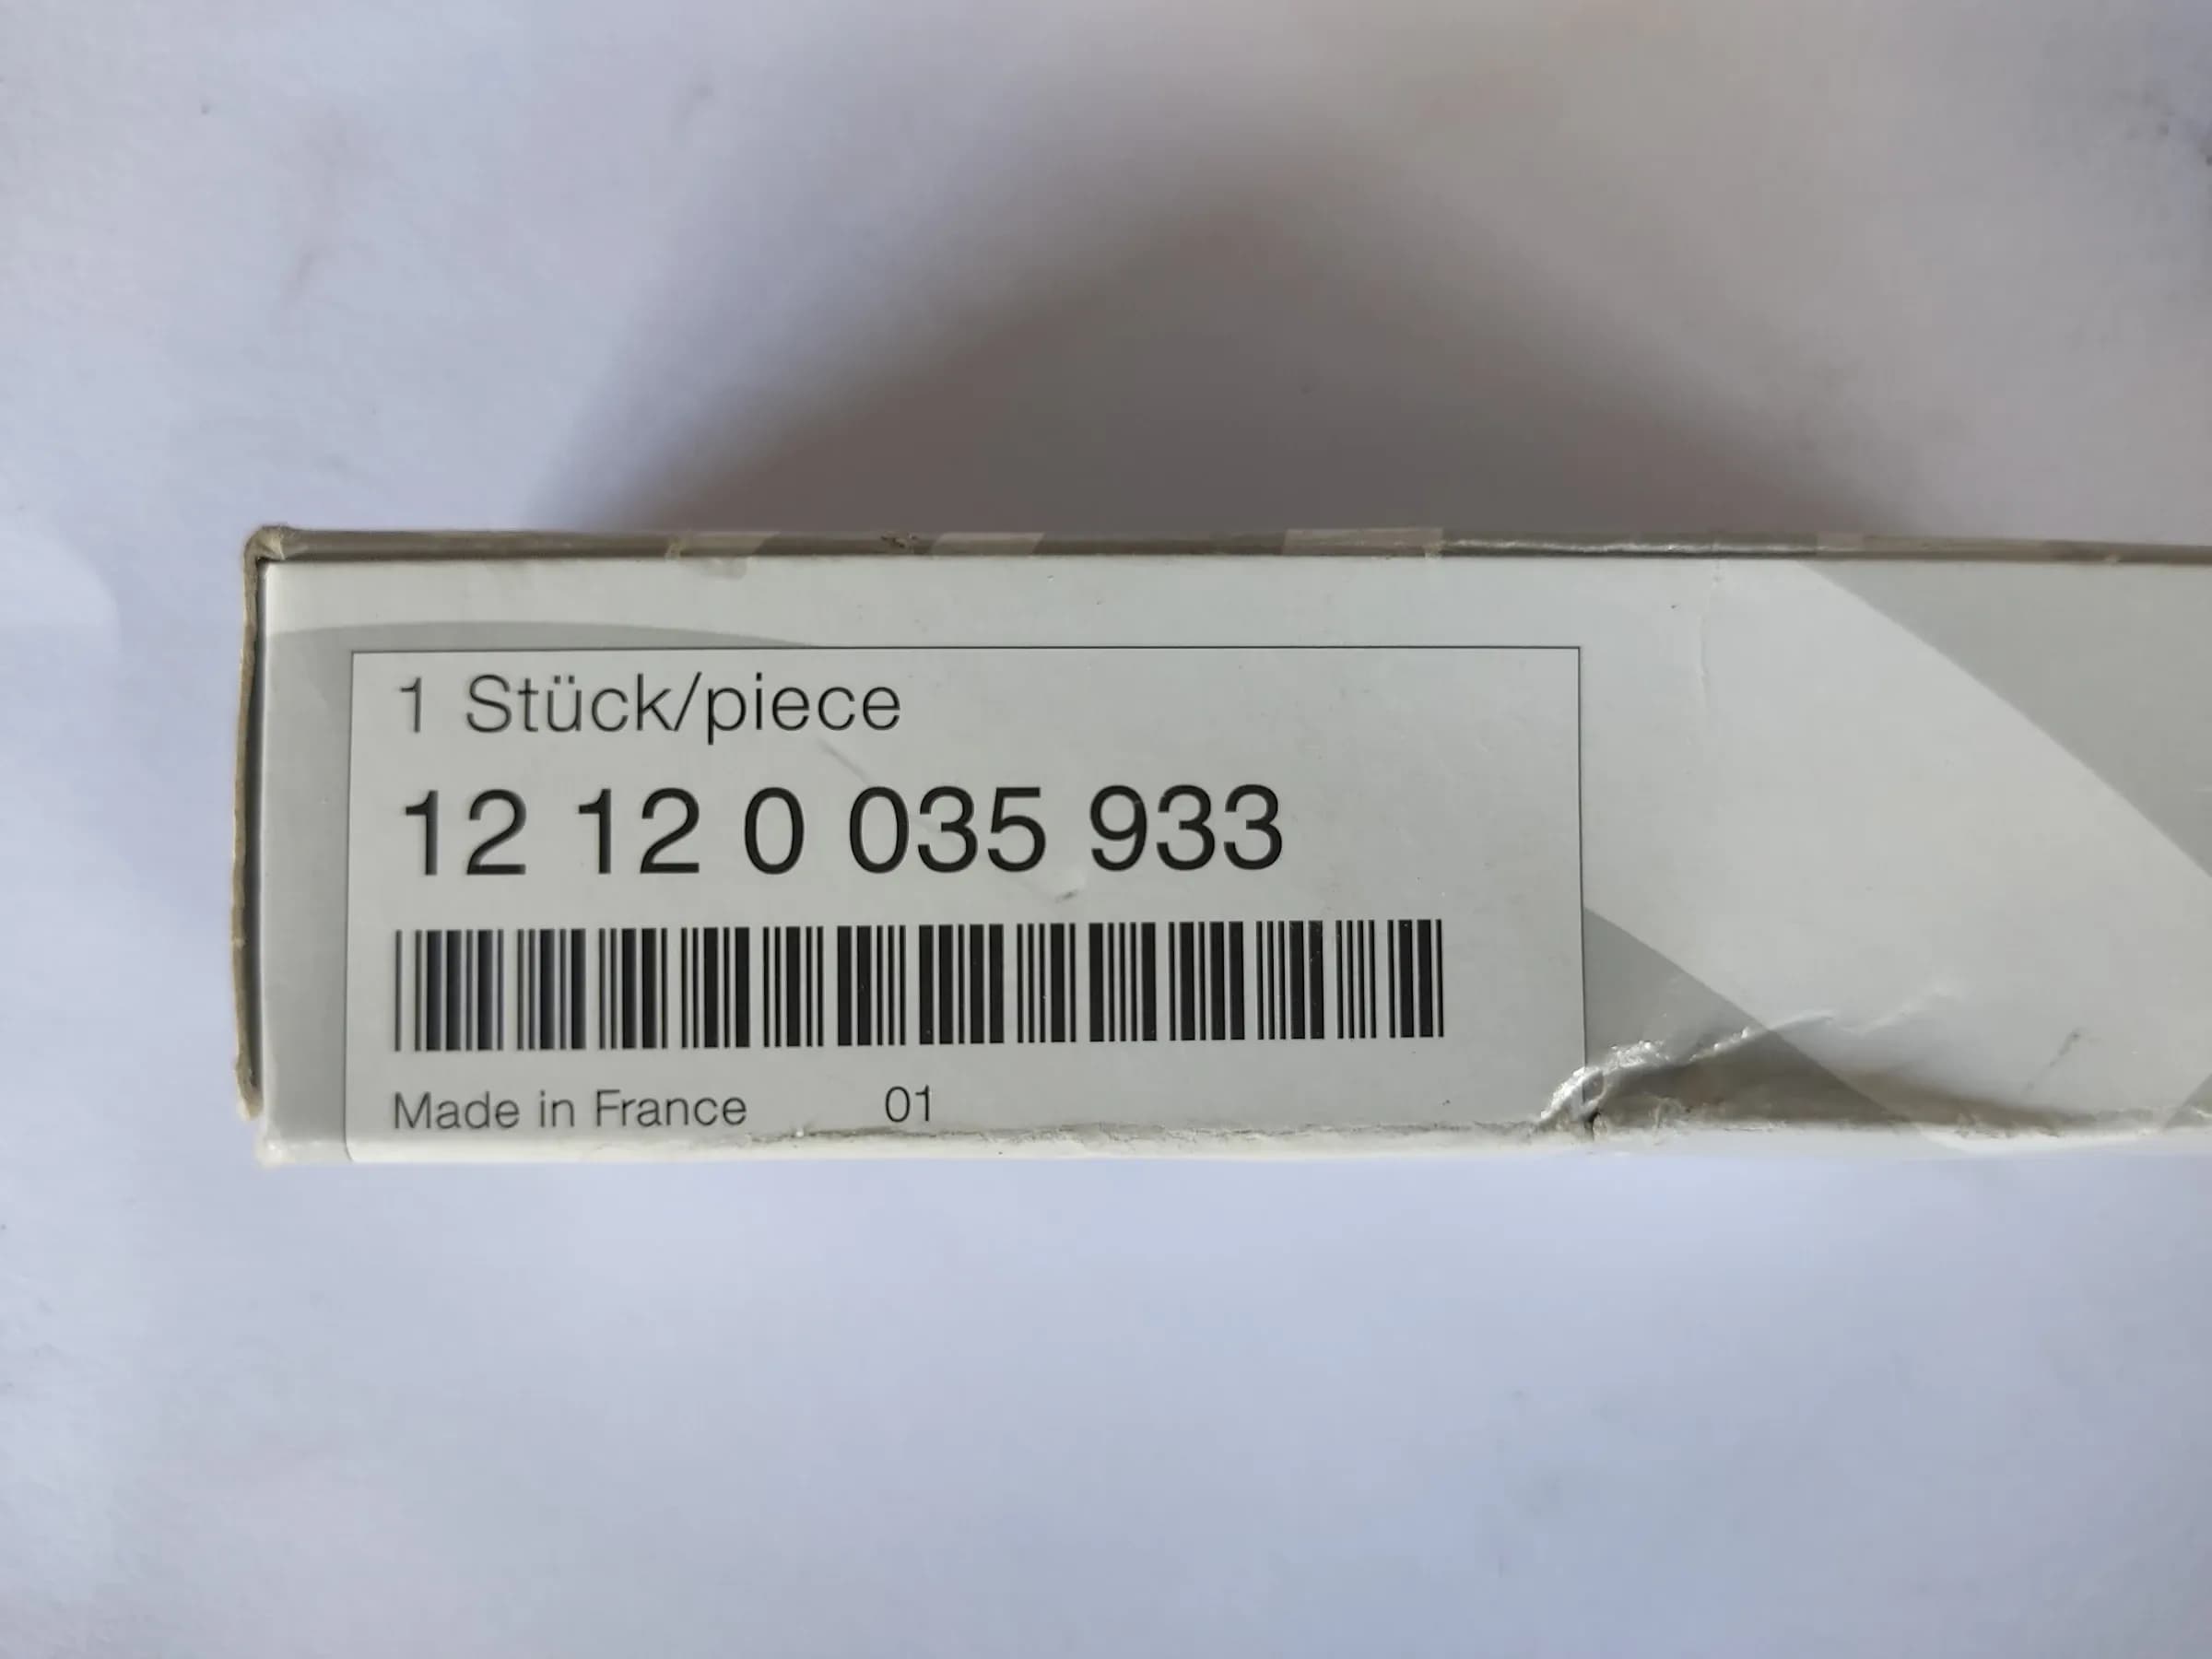 1 Stück/piece
12 12 0 035 933
Made in France 01